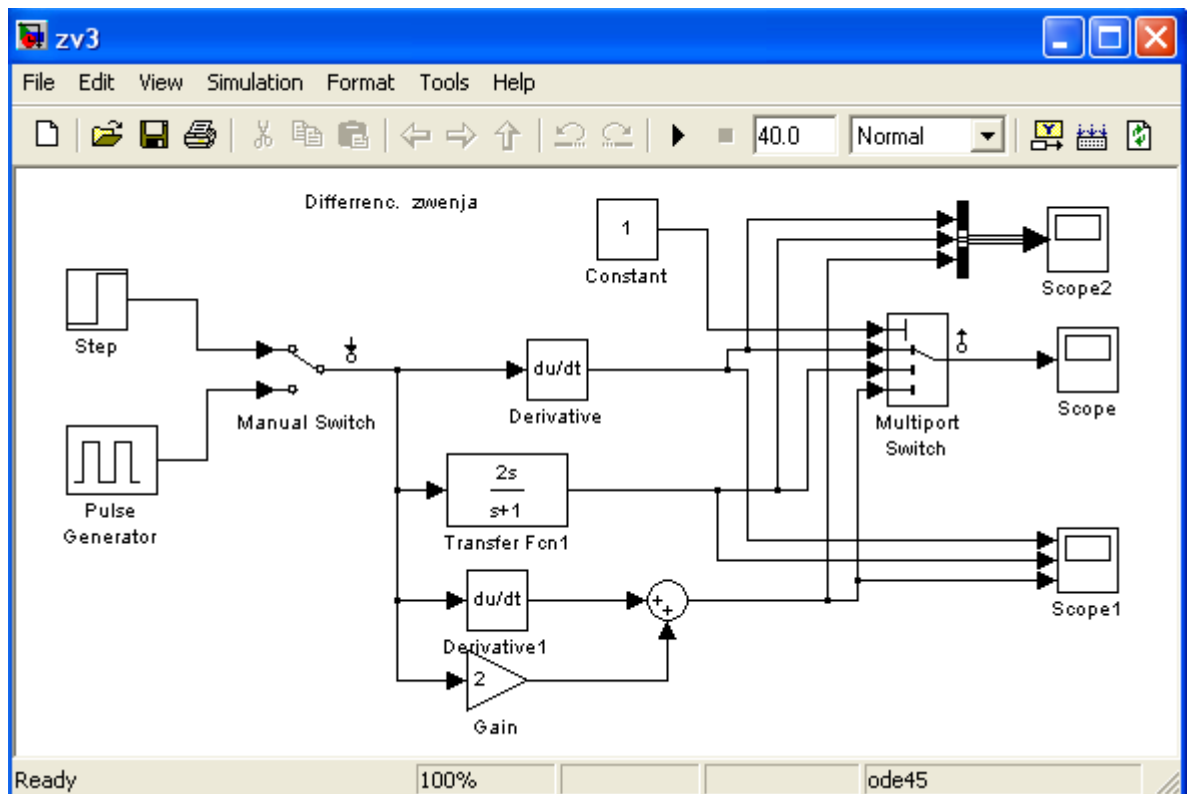 zv3
File Edit View Simulation Format Tools Help
40.0 Normal
Differrenc. zwenja
1
Constant
Scope2
Step
Manual Switch
du/dt
Derivative
Multiport
Switch
Scope
Pulse
Generator
2s
s+1
Transfer Fcn1
du/dt
Derivative1
+
+
Scope1
2
Gain
Ready 100% ode45